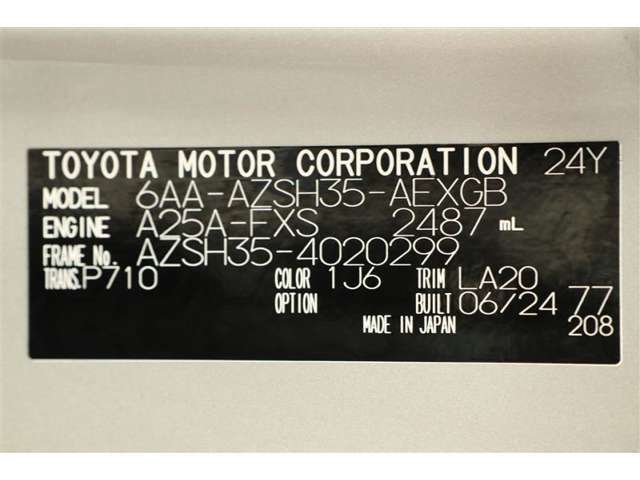 TOYOTA MOTOR CORPORATION 24Y
MODEL 6AA-AZSH35-AEXGB
ENGINE A25A-FXS 2487 mL
FRAME No. AZSH35-4020299
TRANS. P710 COLOR 1J6 TRIM LA20
OPTION BUILT 06/24 77
MADE IN JAPAN 208